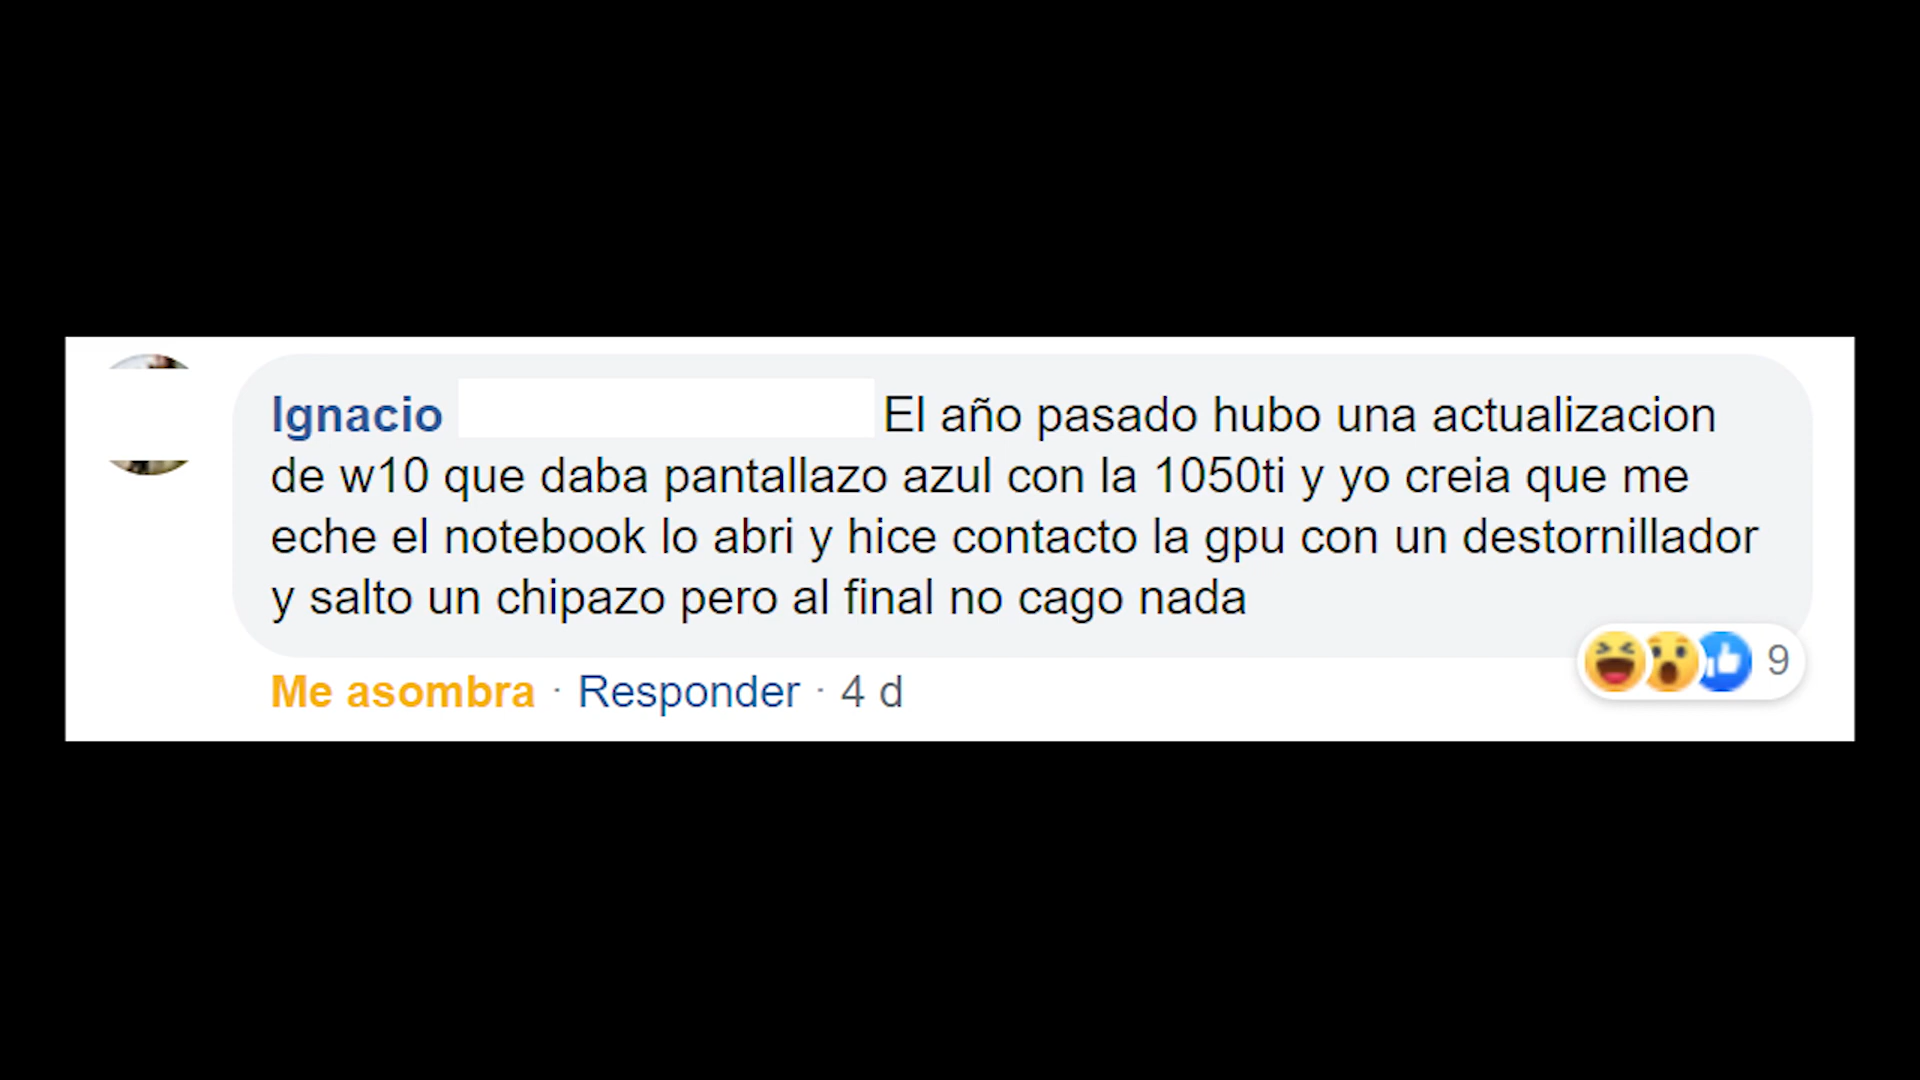 Ignacio El año pasado hubo una actualizacion
de w10 que daba pantallazo azul con la 1050ti y yo creia que me
eche el notebook lo abri y hice contacto la gpu con un destornillador
y salto un chipazo pero al final no cago nada
Me asombra · Responder · 4 d
9